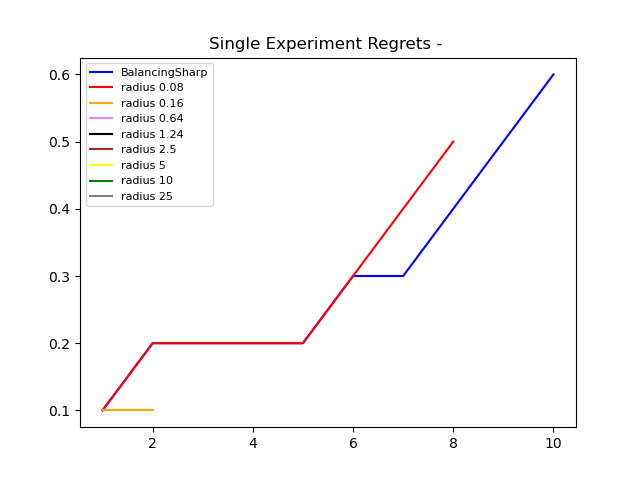 Single Experiment Regrets -
BalancingSharp
radius 0.08
radius 0.16
radius 0.64
radius 1.24
radius 2.5
radius 5
radius 10
radius 25
0.6
0.5
0.4
0.3
0.2
0.1
2 4 6 8 10